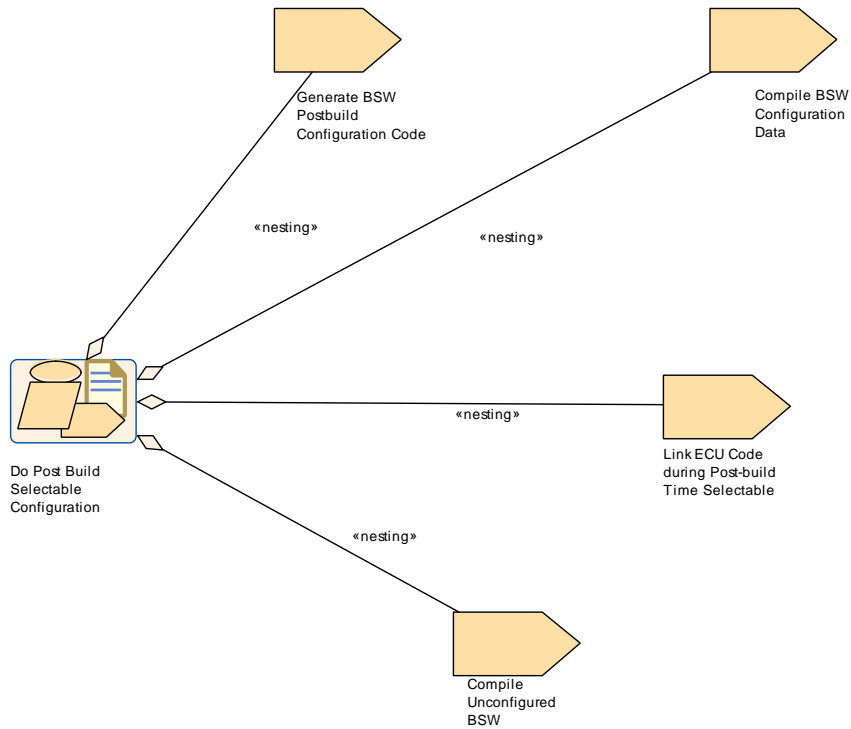 Generate BSW
Postbuild
Configuration Code
Compile BSW
Configuration
Data
«nesting»
«nesting»
«nesting»
Link ECU Code
during Post-build
Time Selectable
Do Post Build
Selectable
Configuration
«nesting»
Compile
Unconfigured
BSW